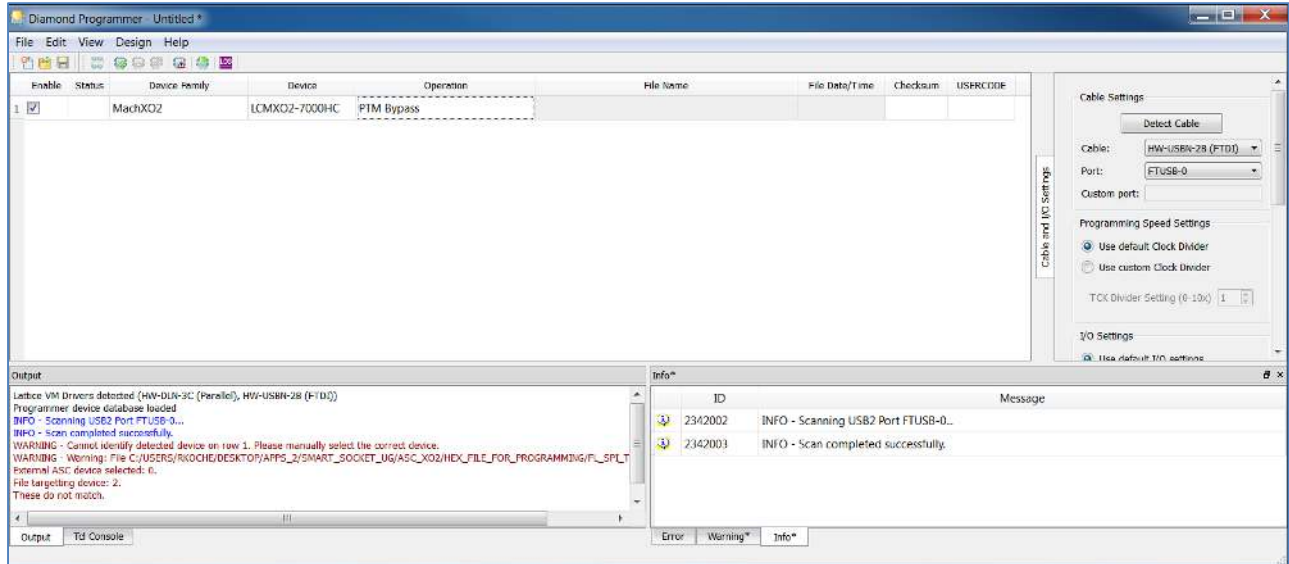 Diamond Programmer - Untitled *
File Edit View Design Help
LOG
Enable Status Device Family Device Operation File Name File Date/Time Checksum USERCODE
1 MachXO2 LCMXO2-7000HC PTM Bypass
Cable and I/O Settings
Cable Settings
Detect Cable
Cable: HW-USBN-2B (FTDI)
Port: FTUSB-0
Custom port:
Programming Speed Settings
Use default Clock Divider
Use custom Clock Divider
TCK Divider Setting (0-10x) 1
I/O Settings
Use default I/O settings
Output
Lattice VM Drivers detected (HW-DLN-3C (Parallel), HW-USBN-2B (FTDI))
Programmer device database loaded
INFO - Scanning USB2 Port FTUSB-0...
INFO - Scan completed successfully.
WARNING - Cannot identify detected device on row 1. Please manually select the correct device.
WARNING - Warning: File C:/USERS/RKOCHE/DESKTOP/APPS_2/SMART_SOCKET_UG/ASC_XO2/HEX_FILE_FOR_PROGRAMMING/FL_SPI_T
External ASC device selected: 0.
File targetting device: 2.
These do not match.
Output Tcl Console
Info*
ID Message
2342002 INFO - Scanning USB2 Port FTUSB-0...
2342003 INFO - Scan completed successfully.
Error Warning* Info*